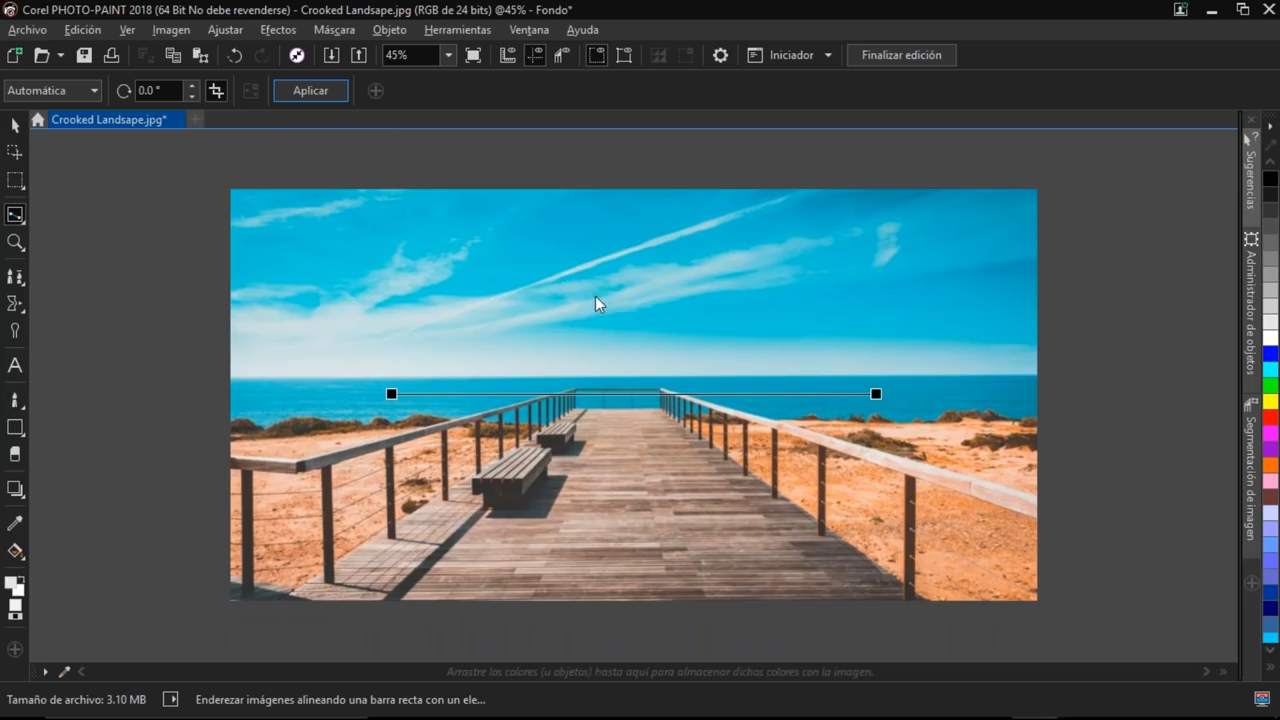 Corel PHOTO-PAINT 2018 (64 Bit No debe revenderse) - Crooked Landsape.jpg (RGB de 24 bits) @45% - Fondo*
Archivo Edición Ver Imagen Ajustar Efectos Máscara Objeto Herramientas Ventana Ayuda
45% Iniciador Finalizar edición
Automática 0.0 ° Aplicar
Crooked Landsape.jpg*
Sugerencias
Administrador de objetos
Segmentación de imagen
Arrastre los colores (u objetos) hasta aquí para almacenar dichos colores con la imagen.
Tamaño de archivo: 3.10 MB Enderezar imágenes alineando una barra recta con un ele...